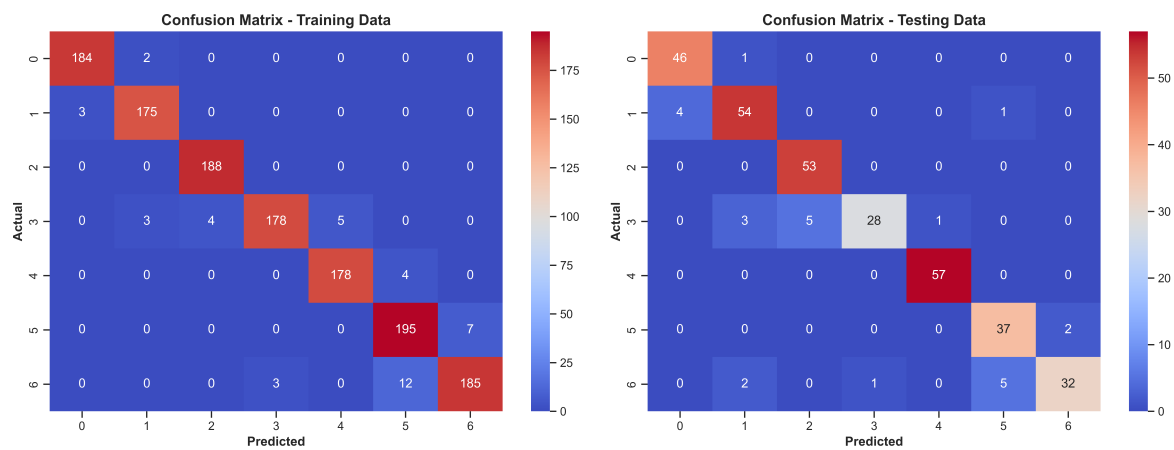 Confusion Matrix - Training Data
0 184 2 0 0 0 0 0
1 3 175 0 0 0 0 0
2 0 0 188 0 0 0 0
3 0 3 4 178 5 0 0
4 0 0 0 0 178 4 0
5 0 0 0 0 0 195 7
6 0 0 0 3 0 12 185
0 1 2 3 4 5 6
Predicted
Actual
175
150
125
100
75
50
25
0
Confusion Matrix - Testing Data
0 46 1 0 0 0 0 0
1 4 54 0 0 0 1 0
2 0 0 53 0 0 0 0
3 0 3 5 28 1 0 0
4 0 0 0 0 57 0 0
5 0 0 0 0 0 37 2
6 0 2 0 1 0 5 32
0 1 2 3 4 5 6
Predicted
Actual
50
40
30
20
10
0